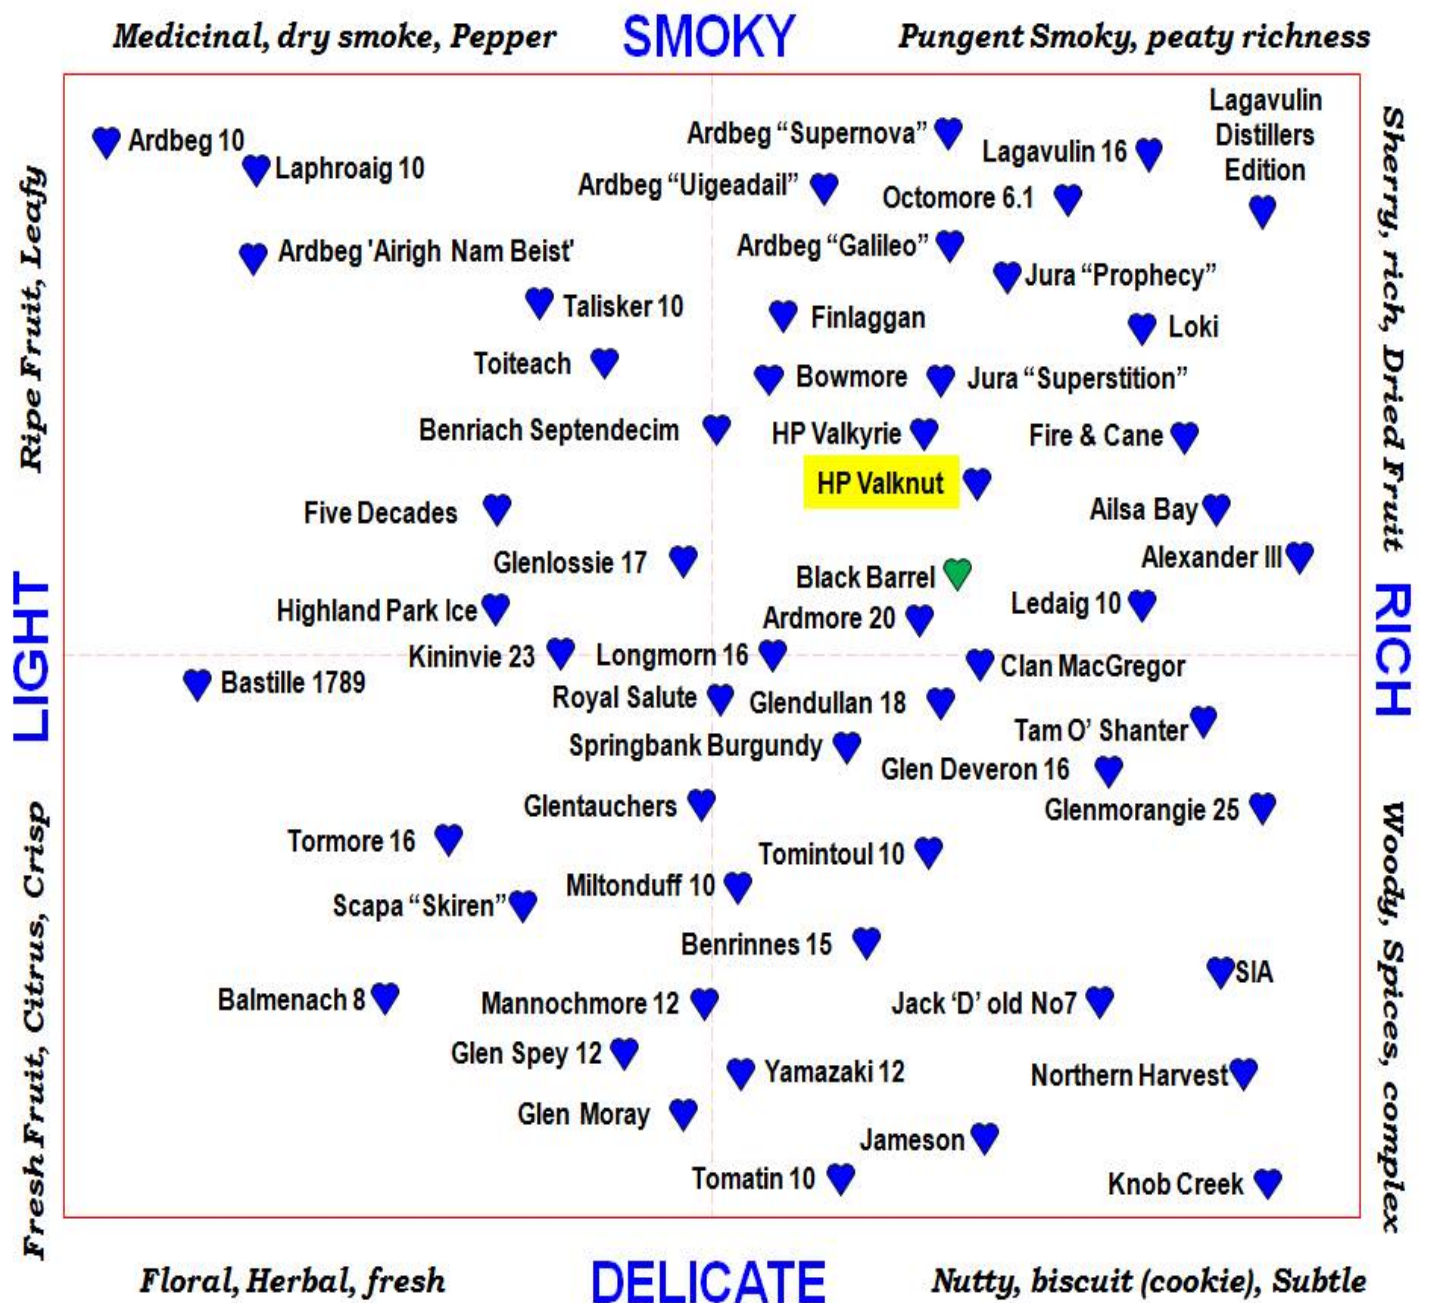 Medicinal, dry smoke, Pepper
SMOKY
Pungent Smoky, peaty richness
Ripe Fruit, Leafy
LIGHT
Fresh Fruit, Citrus, Crisp
Ardbeg 10
Laphroaig 10
Ardbeg “Supernova”
Lagavulin 16
Lagavulin
Distillers
Edition
Ardbeg “Uigeadail”
Octomore 6.1
Ardbeg 'Airigh Nam Beist'
Ardbeg “Galileo”
Jura “Prophecy”
Talisker 10
Finlaggan
Loki
Toiteach
Bowmore
Jura “Superstition”
Benriach Septendecim
HP Valkyrie
Fire & Cane
HP Valknut
Five Decades
Ailsa Bay
Glenlossie 17
Alexander III
Black Barrel
Highland Park Ice
Ardmore 20
Ledaig 10
Kininvie 23
Longmorn 16
Clan MacGregor
Bastille 1789
Royal Salute
Glendullan 18
Tam O’ Shanter
Springbank Burgundy
Glen Deveron 16
Glentauchers
Glenmorangie 25
Tormore 16
Tomintoul 10
Miltonduff 10
Scapa “Skiren”
Benrinnes 15
SIA
Balmenach 8
Mannochmore 12
Jack ‘D’ old No7
Glen Spey 12
Yamazaki 12
Northern Harvest
Glen Moray
Jameson
Tomatin 10
Knob Creek
Sherry, rich, Dried Fruit
RICH
Woody, Spices, complex
Floral, Herbal, fresh
DELICATE
Nutty, biscuit (cookie), Subtle